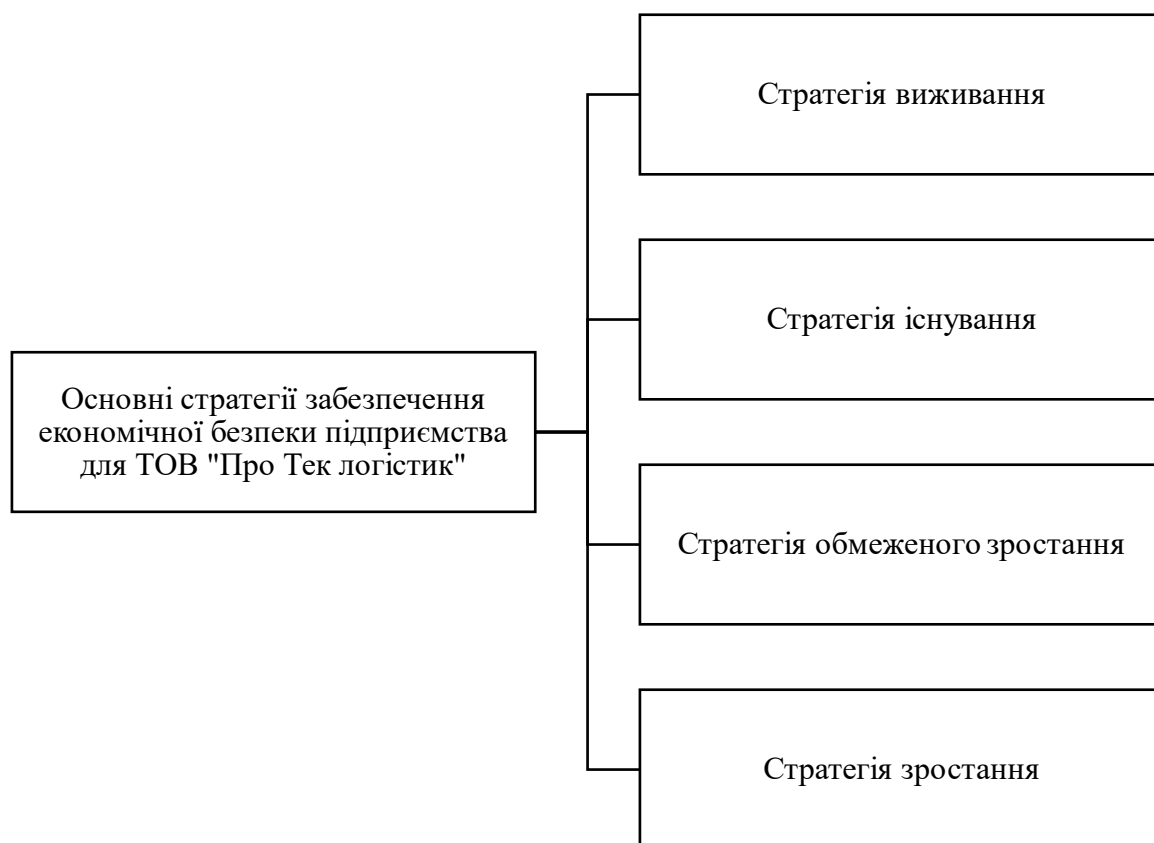 Стратегія виживання
Стратегія існування
Основні стратегії забезпечення
економічної безпеки підприємства
для ТОВ "Про Тек логістик"
Стратегія обмеженого зростання
Стратегія зростання